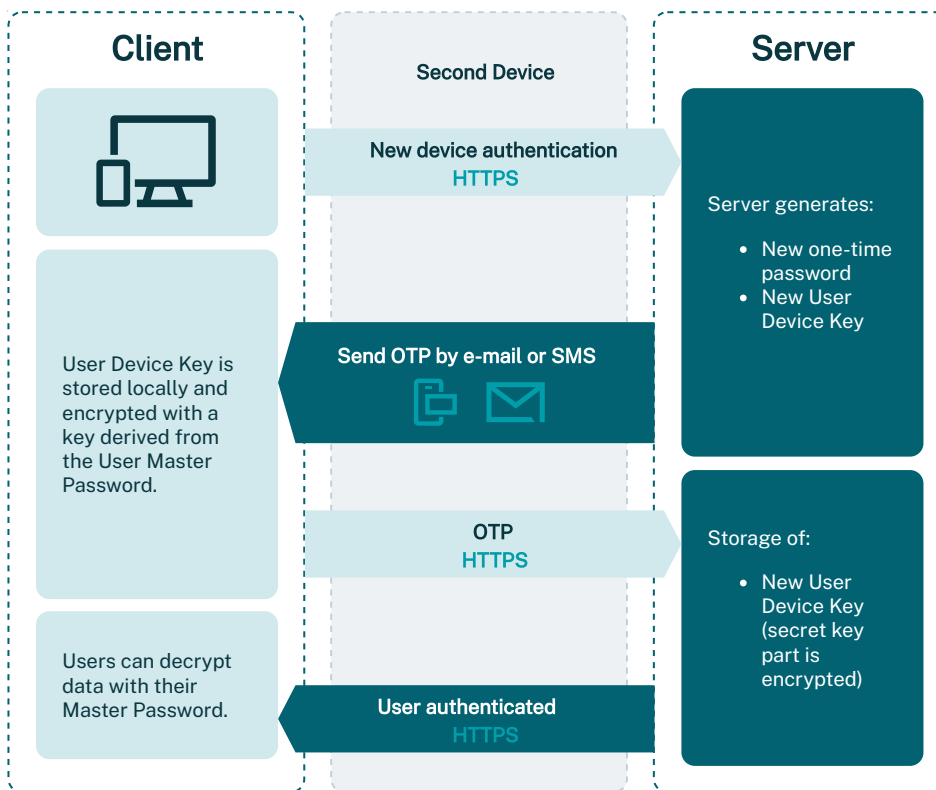 Client
Second Device
Server
New device authentication
HTTPS
Server generates:
• New one-time
password
• New User
Device Key
User Device Key is
stored locally and
encrypted with a
key derived from
the User Master
Password.
Send OTP by e-mail or SMS
OTP
HTTPS
Storage of:
• New User
Device Key
(secret key
part is
encrypted)
Users can decrypt
data with their
Master Password.
User authenticated
HTTPS